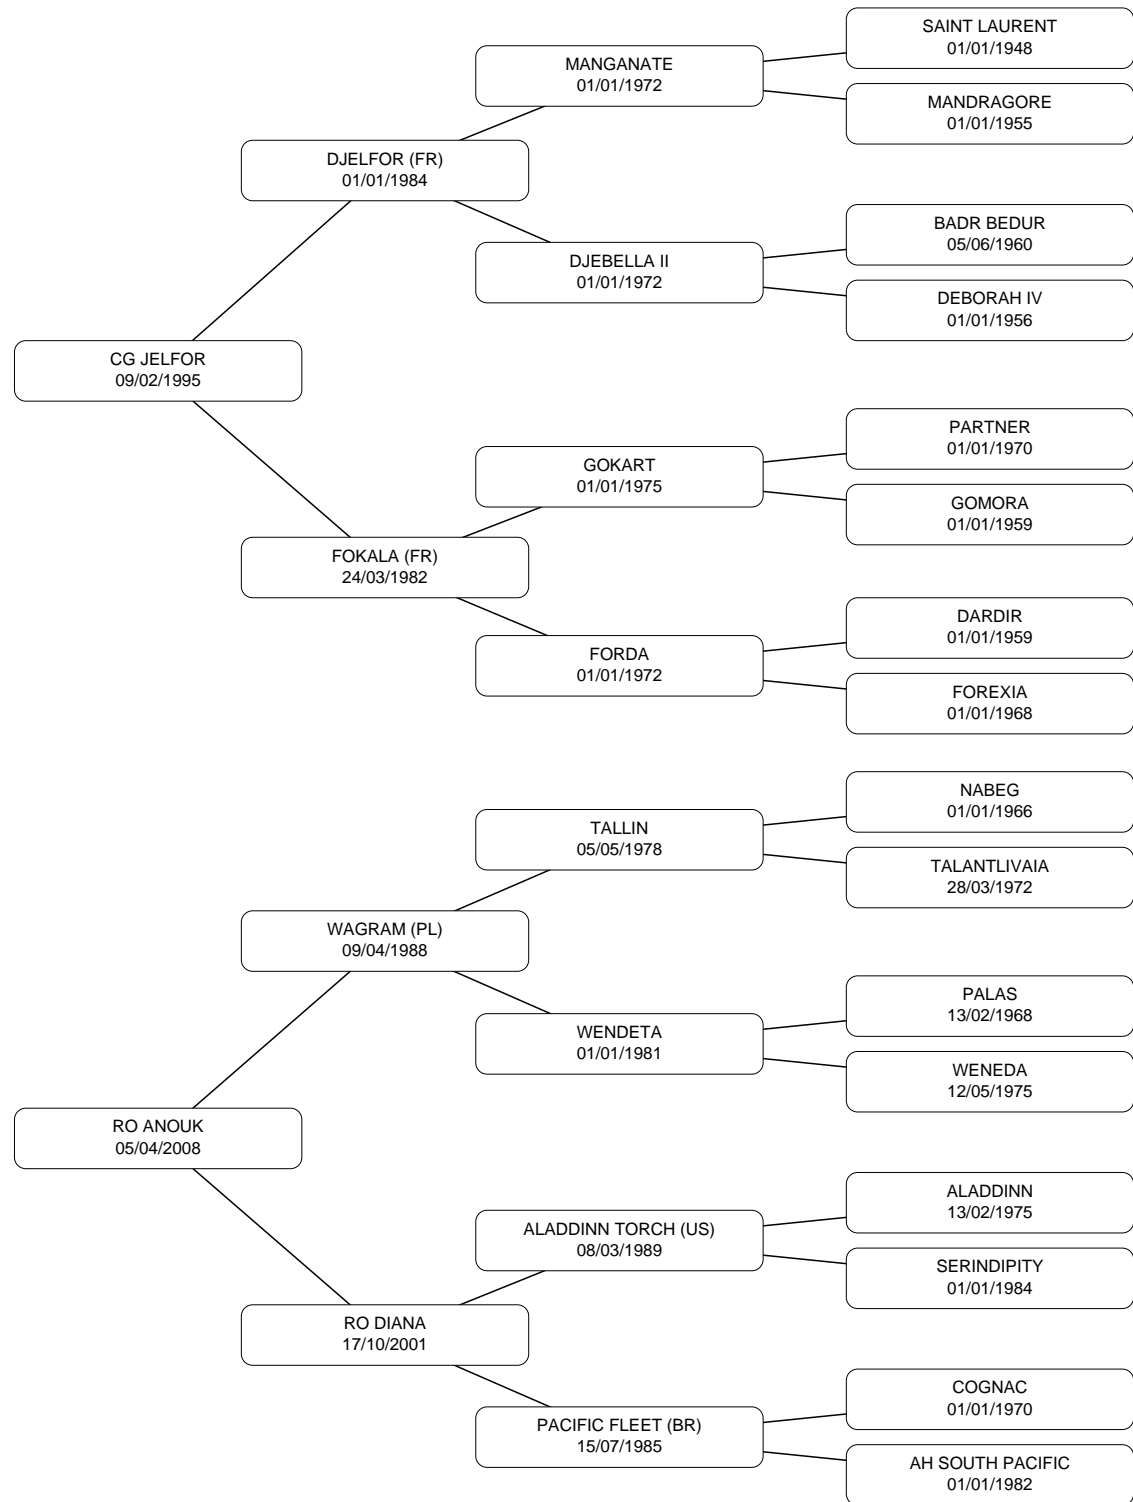 SAINT LAURENT
01/01/1948
MANGANATE
01/01/1972
MANDRAGORE
01/01/1955
DJELFOR (FR)
01/01/1984
BADR BEDUR
05/06/1960
DJEBELLA II
01/01/1972
DEBORAH IV
01/01/1956
CG JELFOR
09/02/1995
PARTNER
01/01/1970
GOKART
01/01/1975
GOMORA
01/01/1959
FOKALA (FR)
24/03/1982
DARDIR
01/01/1959
FORDA
01/01/1972
FOREXIA
01/01/1968
NABEG
01/01/1966
TALLIN
05/05/1978
TALANTLIVAIA
28/03/1972
WAGRAM (PL)
09/04/1988
PALAS
13/02/1968
WENDETA
01/01/1981
WENEDA
12/05/1975
RO ANOUK
05/04/2008
ALADDINN
13/02/1975
ALADDINN TORCH (US)
08/03/1989
SERINDIPITY
01/01/1984
RO DIANA
17/10/2001
COGNAC
01/01/1970
PACIFIC FLEET (BR)
15/07/1985
AH SOUTH PACIFIC
01/01/1982